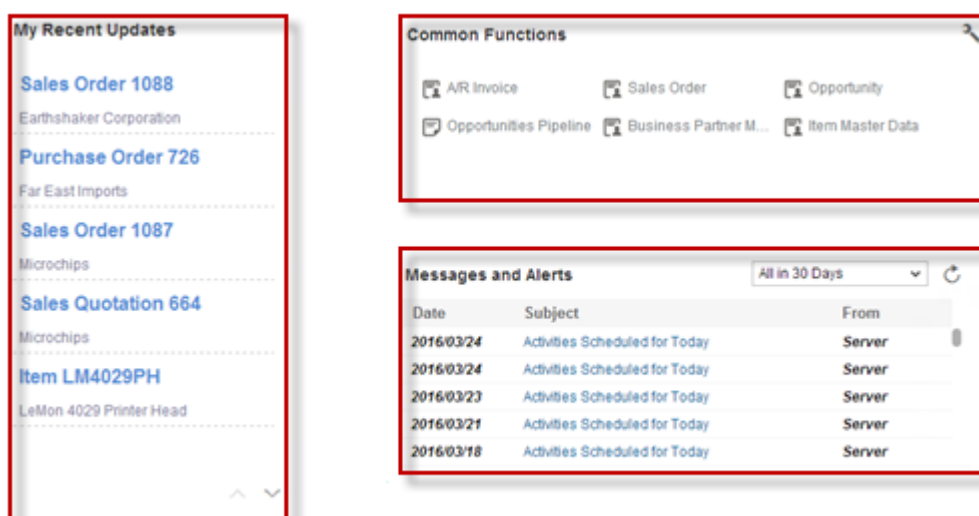 My Recent Updates
Sales Order 1088
Earthshaker Corporation
Purchase Order 726
Far East Imports
Sales Order 1087
Microchips
Sales Quotation 664
Microchips
Item LM4029PH
LeMon 4029 Printer Head
Common Functions
A/R Invoice Sales Order Opportunity
Opportunities Pipeline Business Partner M... Item Master Data
Messages and Alerts All in 30 Days
Date Subject From
2016/03/24 Activities Scheduled for Today Server
2016/03/24 Activities Scheduled for Today Server
2016/03/23 Activities Scheduled for Today Server
2016/03/21 Activities Scheduled for Today Server
2016/03/18 Activities Scheduled for Today Server